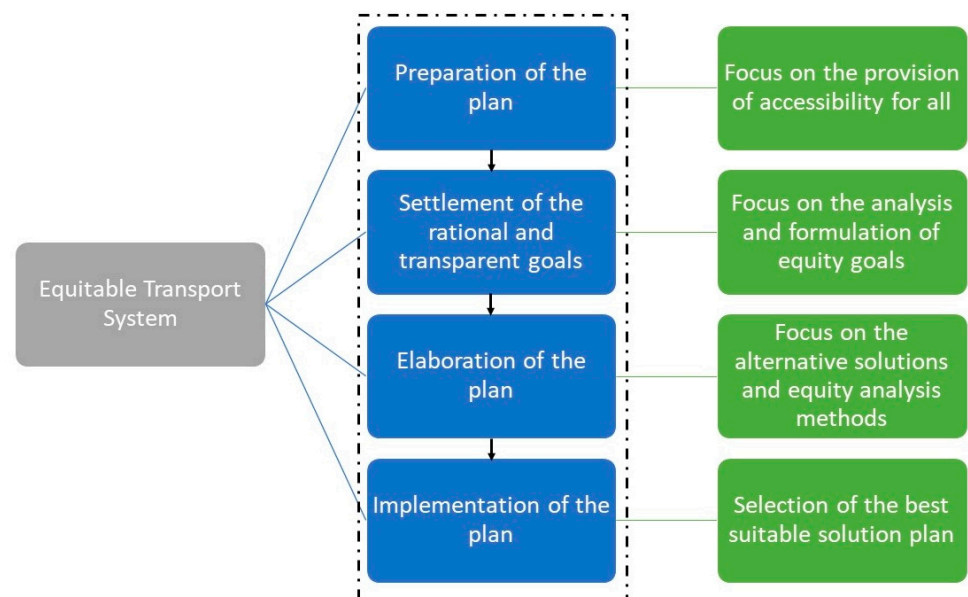 Equitable Transport
System
Preparation of the
plan
Focus on the provision
of accessibility for all
Settlement of the
rational and
transparent goals
Focus on the analysis
and formulation of
equity goals
Elaboration of the
plan
Focus on the
alternative solutions
and equity analysis
methods
Implementation of the
plan
Selection of the best
suitable solution plan